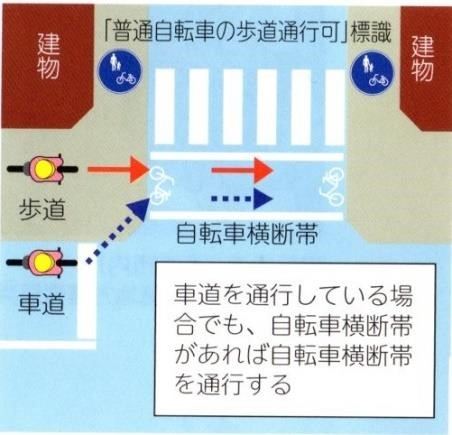 「普通自転車の歩道通行可」標識
建物
建物
歩道
自転車横断帯
車道
車道を通行している場
合でも、自転車横断帯
があれば自転車横断帯
を通行する